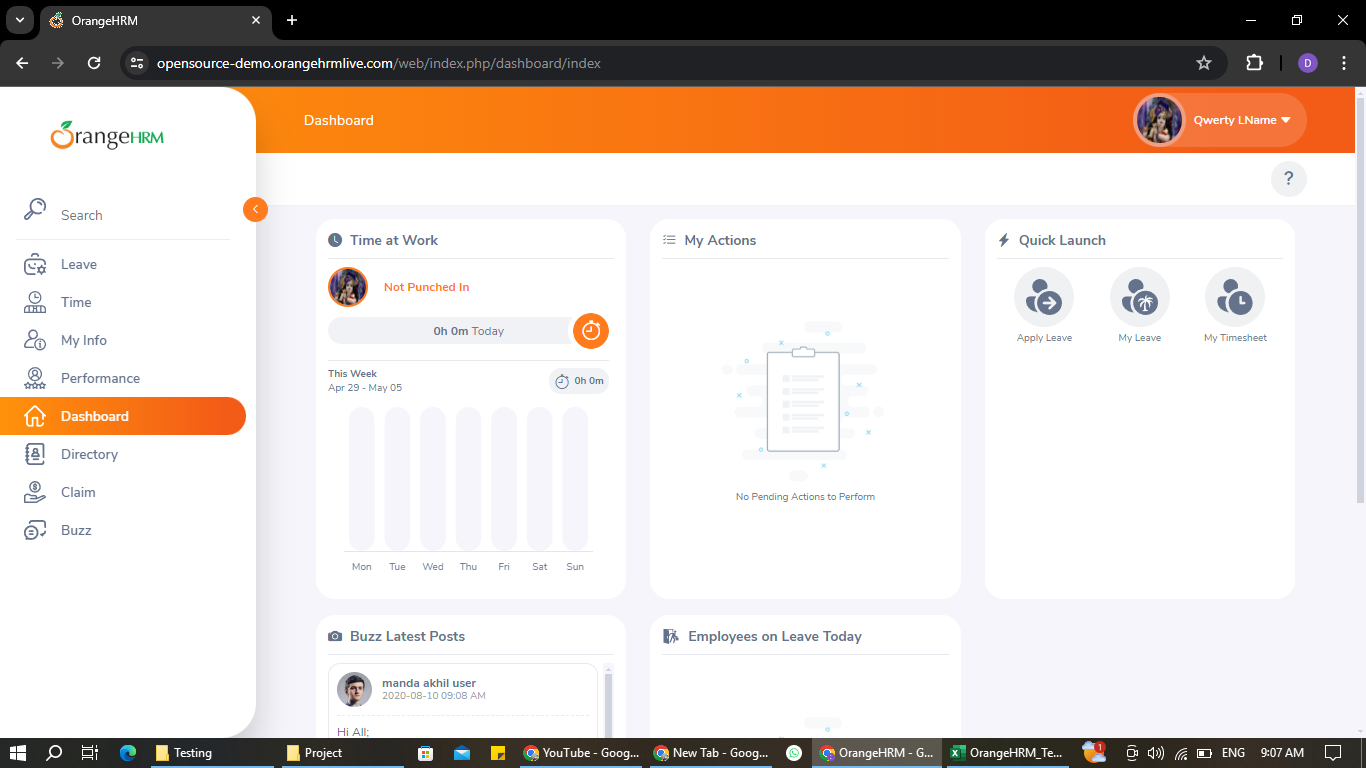 OrangeHRM
opensource-demo.orangehrmlive.com/web/index.php/dashboard/index
D
OrangeHRM
Dashboard
Qwerty LName
?
Search
Leave
Time
My Info
Performance
Dashboard
Directory
Claim
Buzz
Time at Work
Not Punched In
0h 0m Today
This Week
Apr 29 - May 05
0h 0m
Mon Tue Wed Thu Fri Sat Sun
My Actions
No Pending Actions to Perform
Quick Launch
Apply Leave
My Leave
My Timesheet
Buzz Latest Posts
manda akhil user
2020-08-10 09:08 AM
Hi All;
Employees on Leave Today
Testing
Project
YouTube - Goog...
New Tab - Goog...
OrangeHRM - G...
OrangeHRM_Te...
1
ENG
9:07 AM